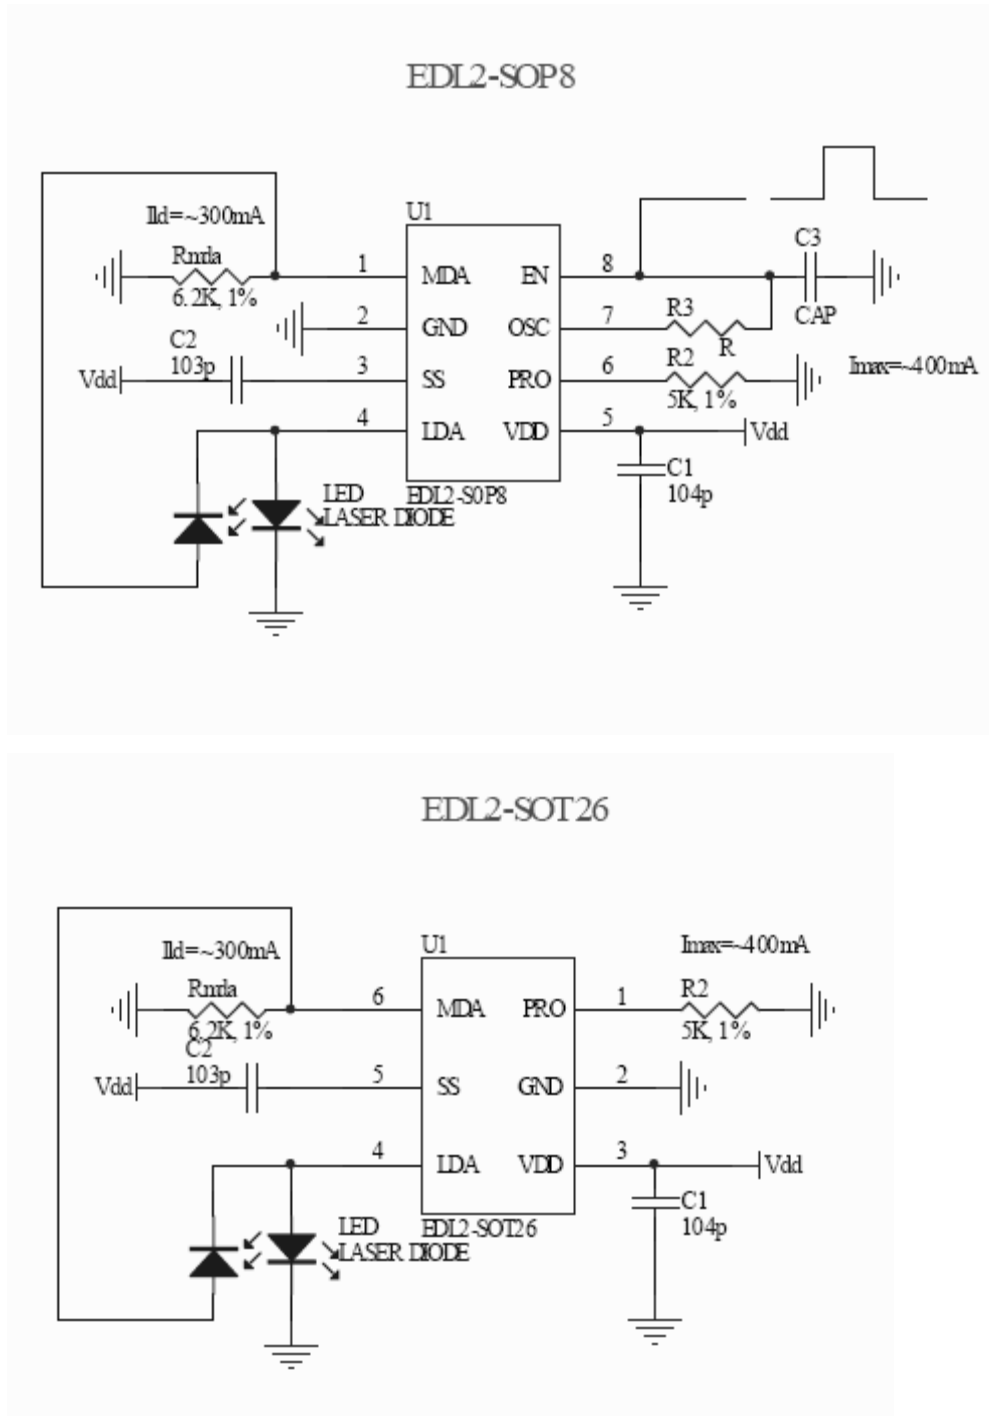 EDL2-SOP8
Ild=~300mA
Rmda
6.2K, 1%
C2
103p
Vdd
U1
1 MDA EN 8
2 GND OSC 7
3 SS PRO 6
4 LDA VDD 5
EDL2-S0P8
LED
LASER DIODE
C3
CAP
R3
R
R2
5K, 1%
Imax=~400mA
Vdd
C1
104p
EDL2-SOT26
Ild=~300mA
Rmda
6.2K, 1%
C2
103p
Vdd
U1
6 MDA PRO 1
5 SS GND 2
4 LDA VDD 3
EDL2-SOT26
LED
LASER DIODE
Imax=~400mA
R2
5K, 1%
Vdd
C1
104p